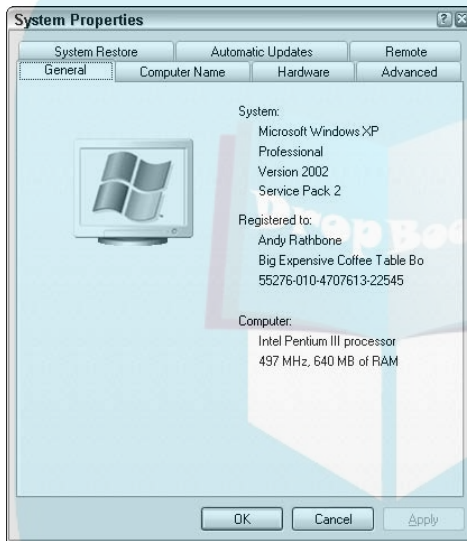 System Properties
System Restore
Automatic Updates
Remote
General
Computer Name
Hardware
Advanced
System:
Microsoft Windows XP
Professional
Version 2002
Service Pack 2
Registered to:
Andy Rathbone
Big Expensive Coffee Table Bo
55276-010-4707613-22545
Drop Boo
Computer:
Intel Pentium III processor
497 MHz, 640 MB of RAM
OK
Cancel
Apply